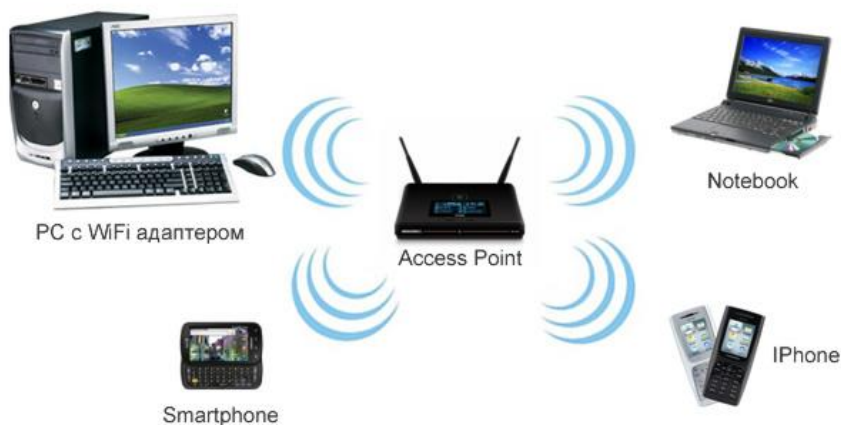 PC с WiFi адаптером
Access Point
Notebook
Smartphone
IPhone